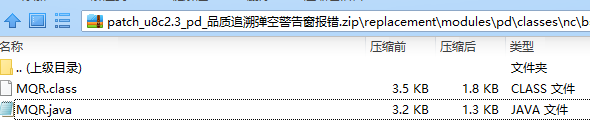 patch_u8c2.3_pd_品质追溯弹空警告窗报错.zip\replacement\modules\pd\classes\nc\b
名称 压缩前 压缩后 类型
.. (上级目录) 文件夹
MQR.class 3.5 KB 1.8 KB CLASS 文件
MQR.java 3.2 KB 1.3 KB JAVA 文件